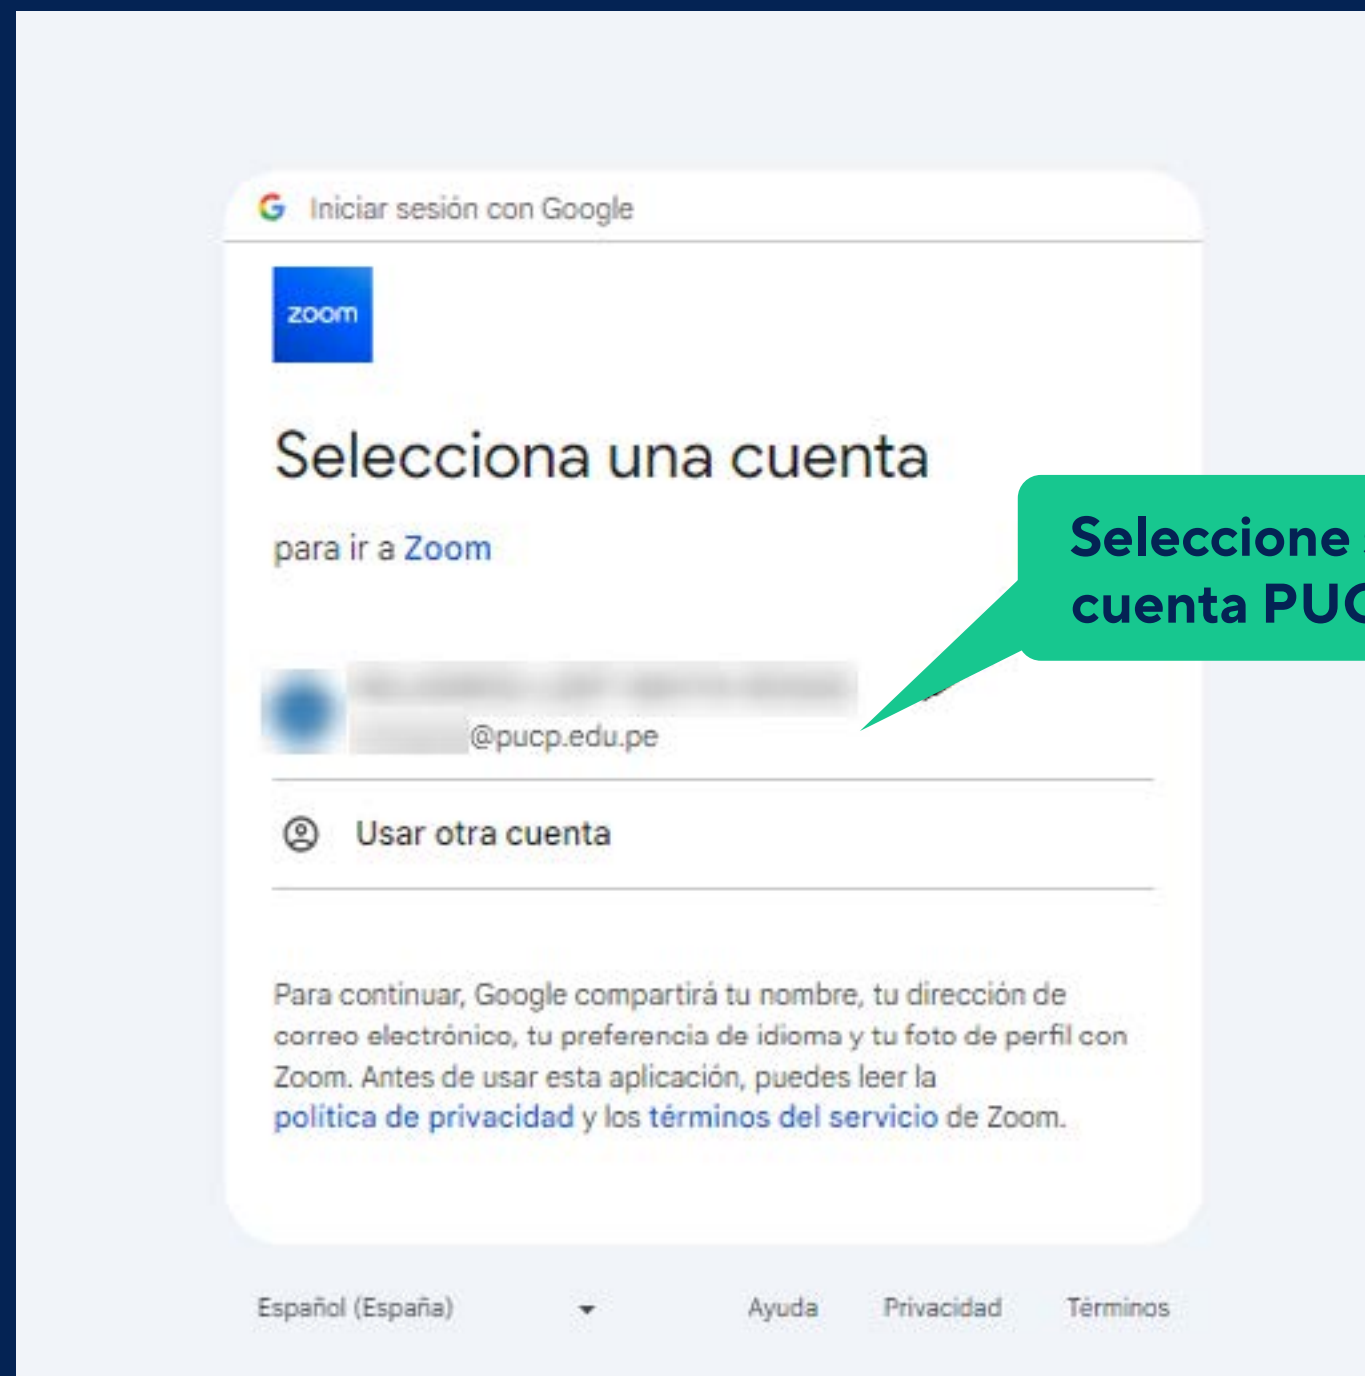 Iniciar sesión con Google
zoom
Selecciona una cuenta
para ir a Zoom
Seleccione
cuenta
@pucp.edu.pe
Usar otra cuenta
Para continuar, Google compartirá tu nombre, tu dirección de
correo electrónico, tu preferencia de idioma y tu foto de perfil con
Zoom. Antes de usar esta aplicación, puedes leer la
política de privacidad y los términos del servicio de Zoom.
Español (España)
Ayuda Privacidad Términos